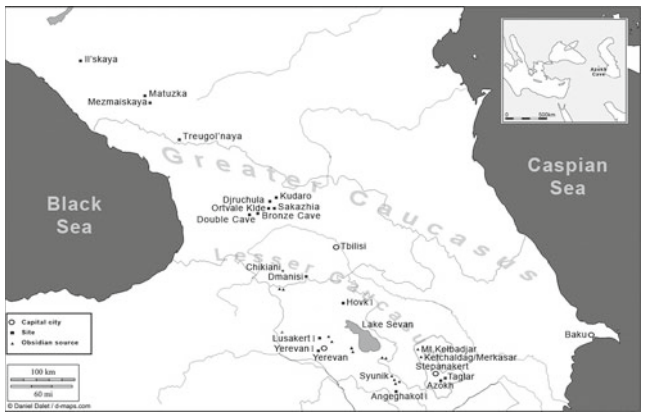 Il'skaya
Matuzka
Mezmaiskaya
Treugol'naya
Greater Caucasus
Black
Sea
Caspian
Sea
Azokh
Cave
0 500km
Kudaro
Djruchula
Ortvale Klde
Sakazhia
Double Cave
Bronze Cave
Tbilisi
Lesser Caucasus
Chikiani
Dmanisi
Hovk I
Lake Sevan
Baku
Capital city
Site
Obsidian source
Lusakert I
Yerevan I
Yerevan
Mt.Kelbadjar
Ketchaldag/Merkasar
Stepanakert
Taglar
Azokh
Syunik
Angeghakot I
100 km
60 mi
© Daniel Dalet / d-maps.com